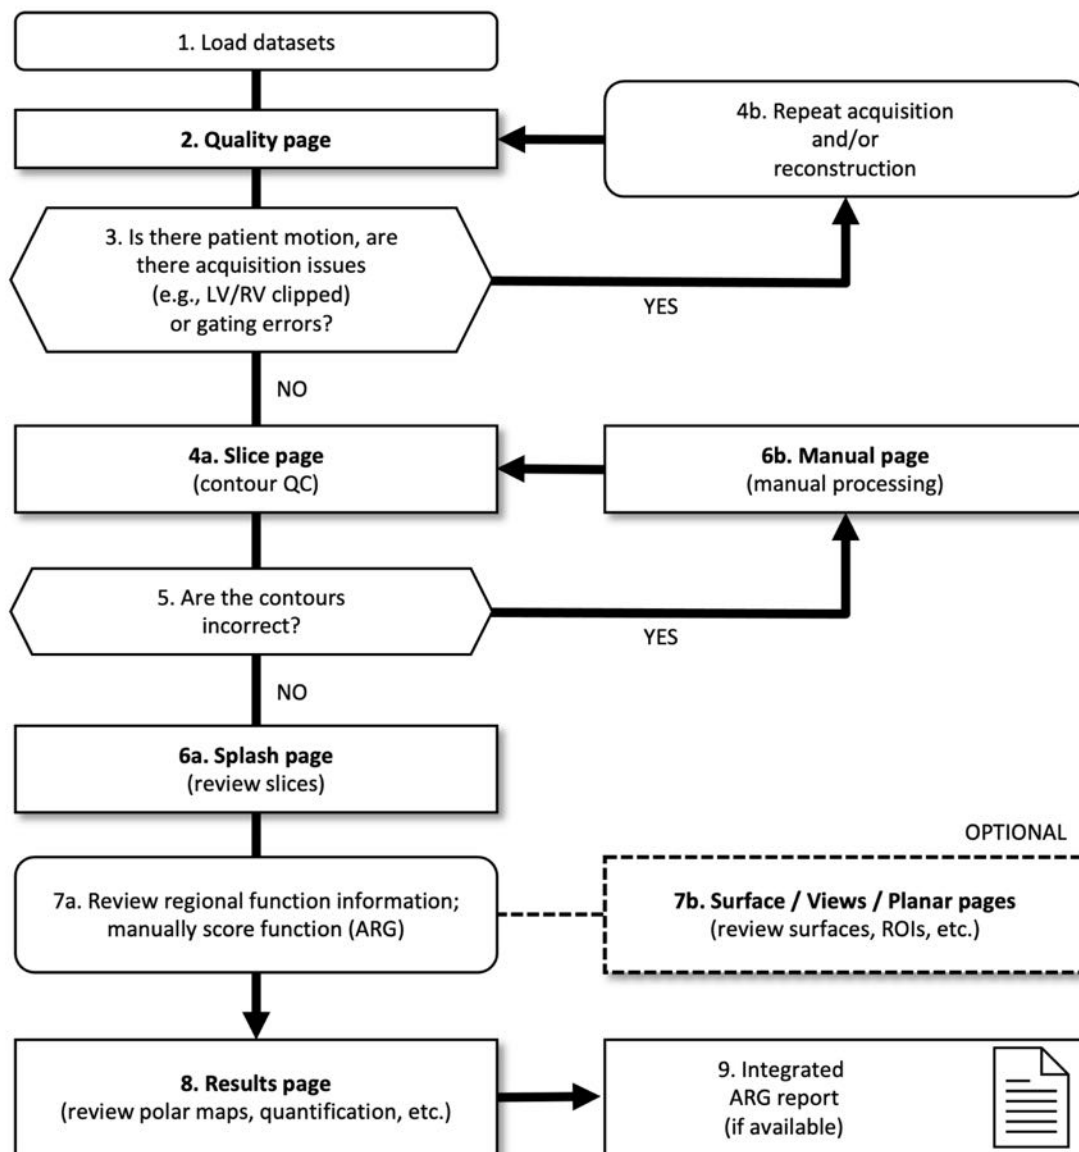 1. Load datasets
2. Quality page
4b. Repeat acquisition
and/or
reconstruction
3. Is there patient motion, are
there acquisition issues
(e.g., LV/RV clipped)
or gating errors?
YES
NO
4a. Slice page
(contour QC)
6b. Manual page
(manual processing)
5. Are the contours
incorrect?
YES
NO
6a. Splash page
(review slices)
OPTIONAL
7a. Review regional function information;
manually score function (ARG)
7b. Surface / Views / Planar pages
(review surfaces, ROIs, etc.)
8. Results page
(review polar maps, quantification, etc.)
9. Integrated
ARG report
(if available)